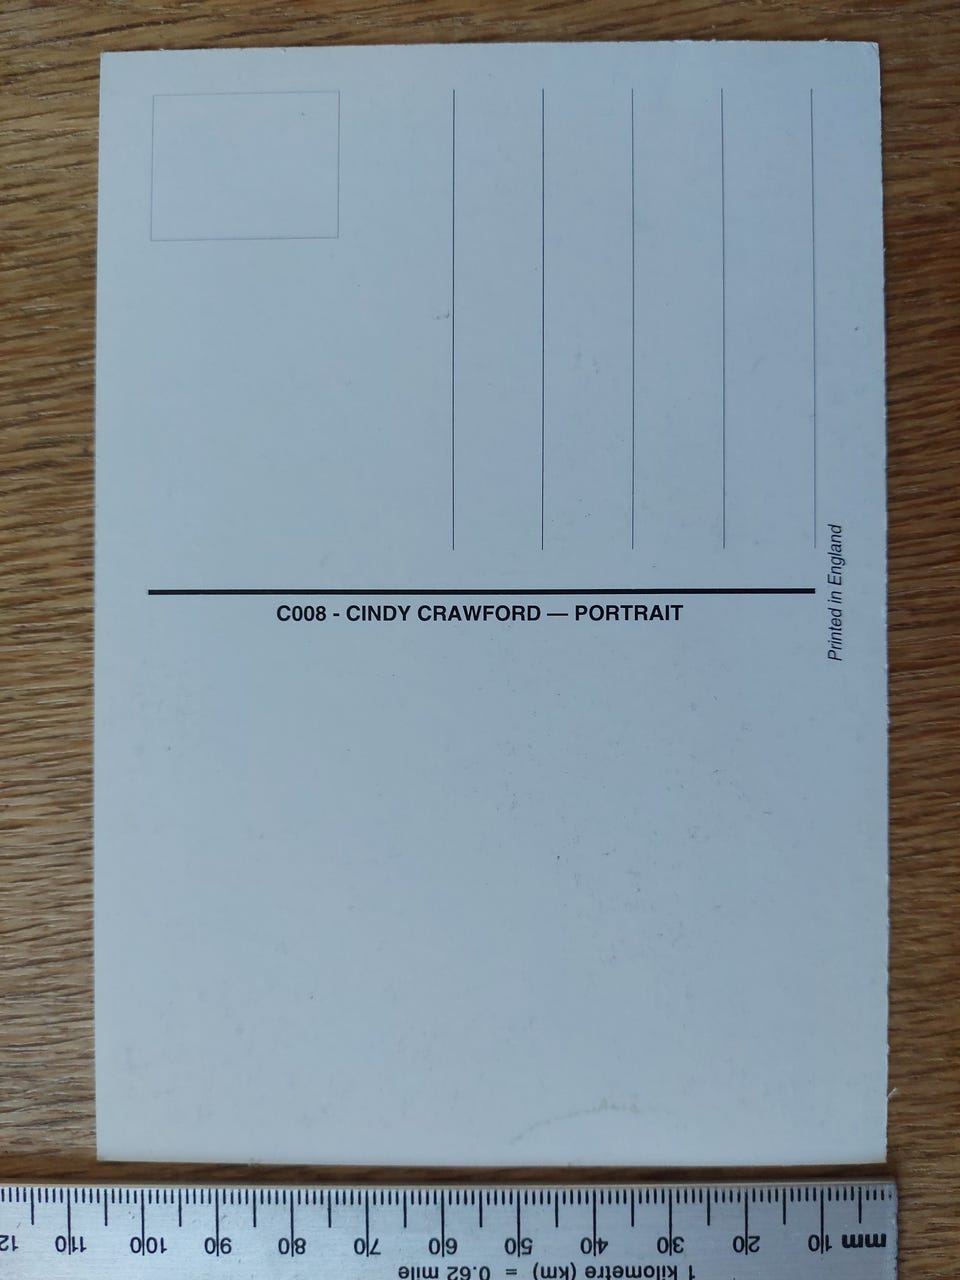 C008 - CINDY CRAWFORD — PORTRAIT
Printed in England
mm 10 20 30 40 50 60 70 80 90 100 110 12
1 kilometre (km) = 0.62 mile